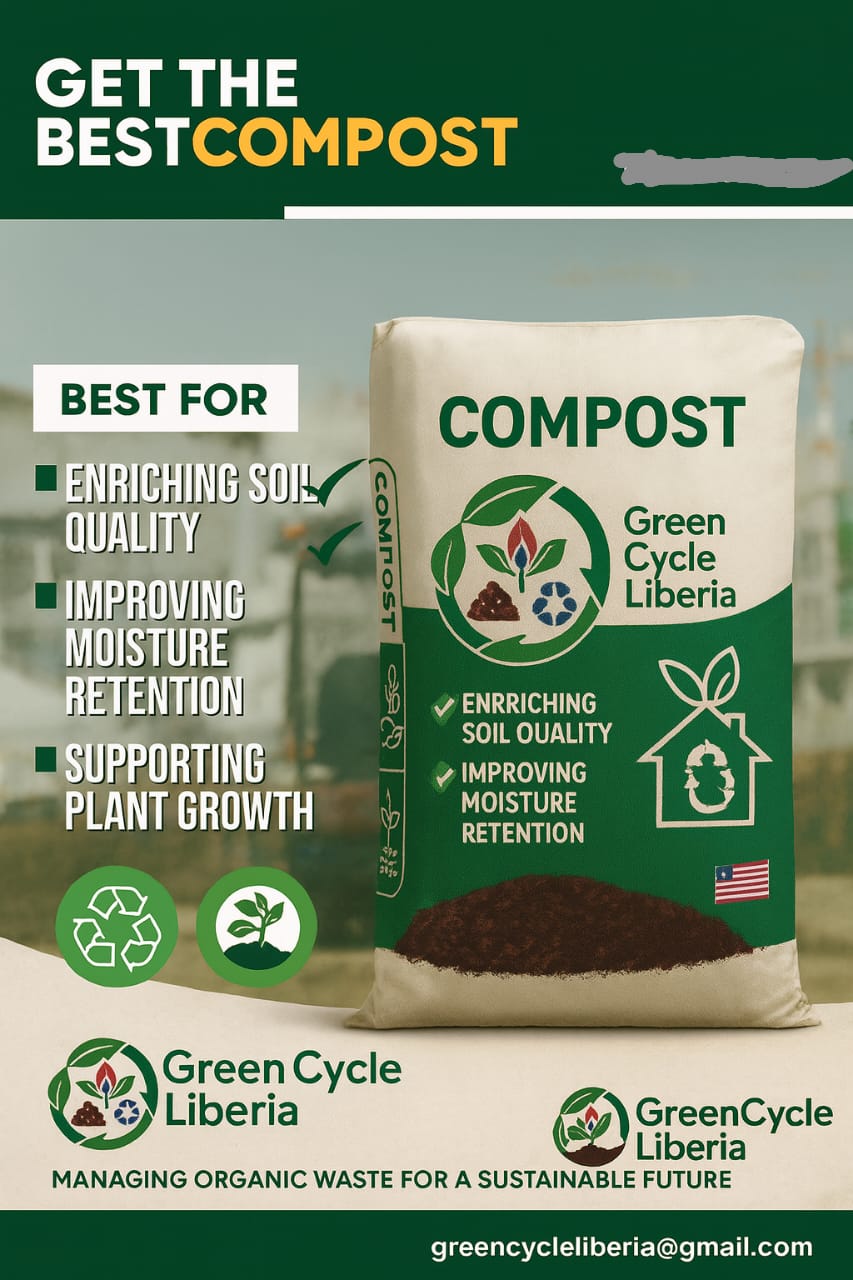 GET THE
BESTCOMPOST
BEST FOR
ENRICHING SOIL
QUALITY
IMPROVING
MOISTURE
RETENTION
SUPPORTING
PLANT GROWTH
COMPOST
COMPOST
Green
Cycle
Liberia
ENRRICHING
SOIL OUALITY
IMPROVING
MOISTURE
RETENTION
Green Cycle
Liberia
GreenCycle
Liberia
MANAGING ORGANIC WASTE FOR A SUSTAINABLE FUTURE
greencycleliberia@gmail.com